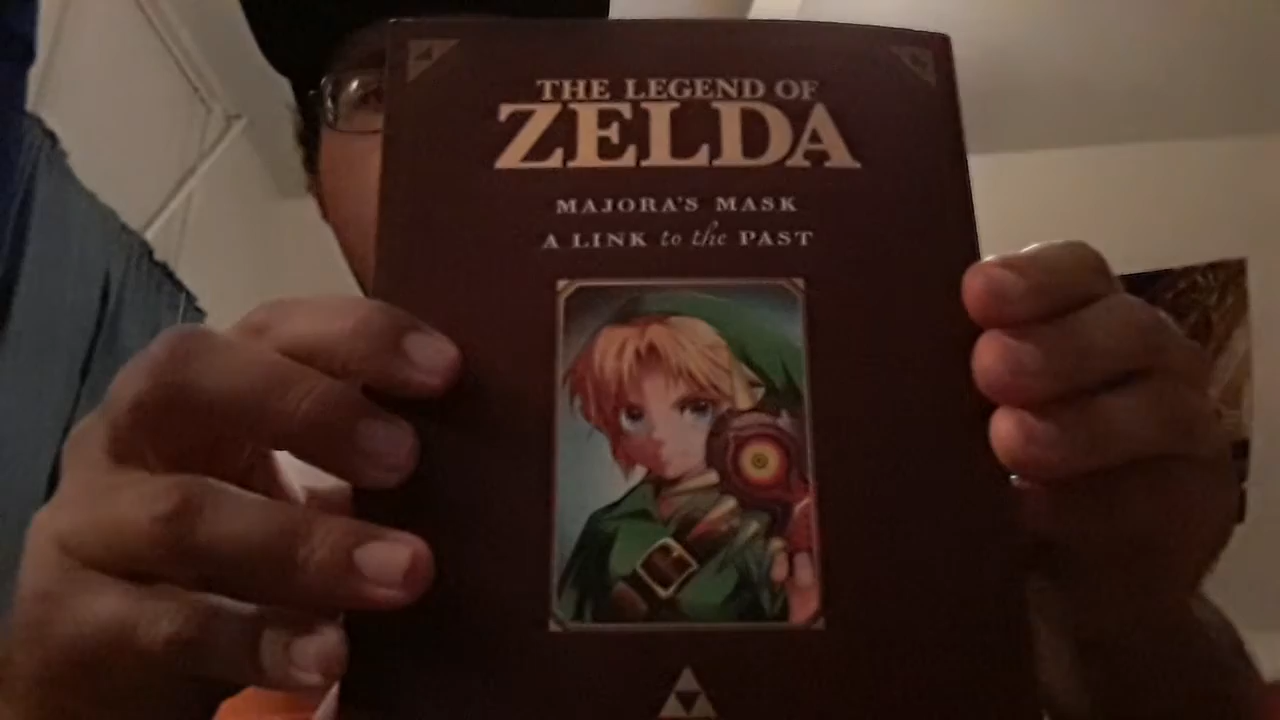 THE LEGEND OF
ZELDA
MAJORA'S MASK
A LINK to the PAST